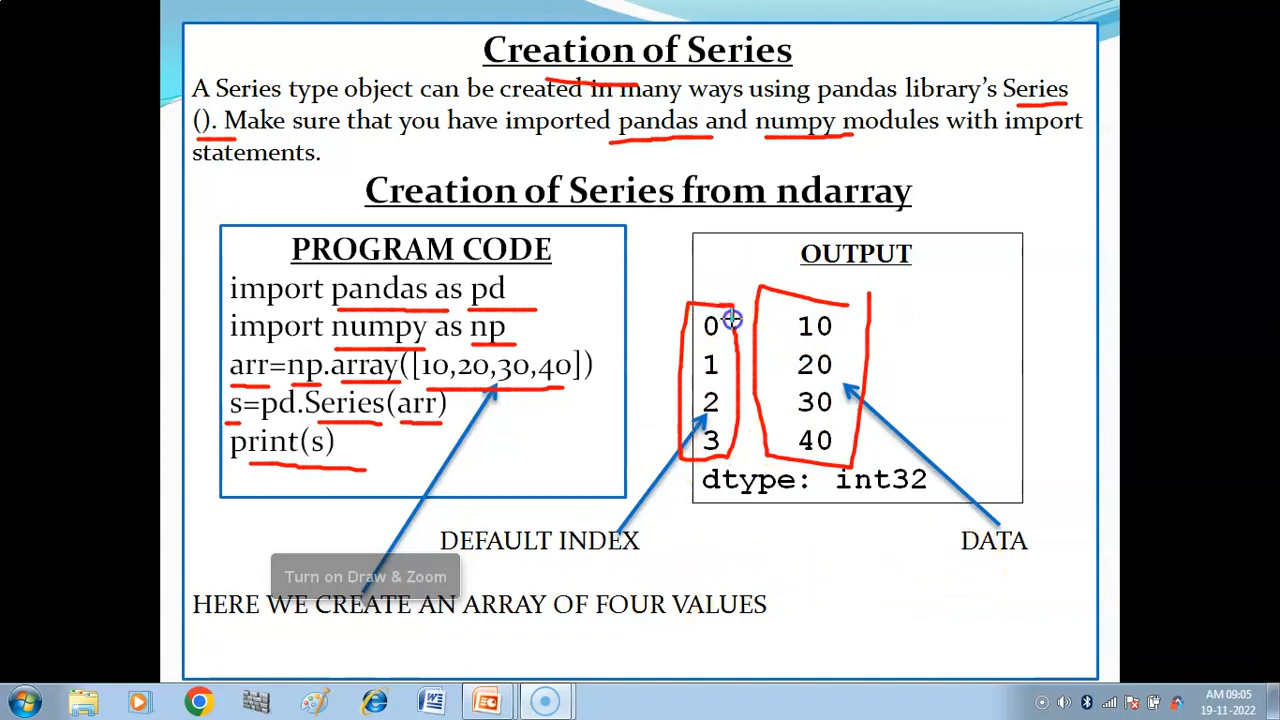 Creation of Series
A Series type object can be created in many ways using pandas library's Series
(). Make sure that you have imported pandas and numpy modules with import
statements.
Creation of Series from ndarray
PROGRAM CODE
import pandas as pd
import numpy as np
arr=np.array([10,20,30,40])
s=pd.Series(arr)
print(s)
OUTPUT
0 10
1 20
2 30
3 40
dtype: int32
DEFAULT INDEX
DATA
Turn on Draw & Zoom
HERE WE CREATE AN ARRAY OF FOUR VALUES
AM 09:05
19-11-2022